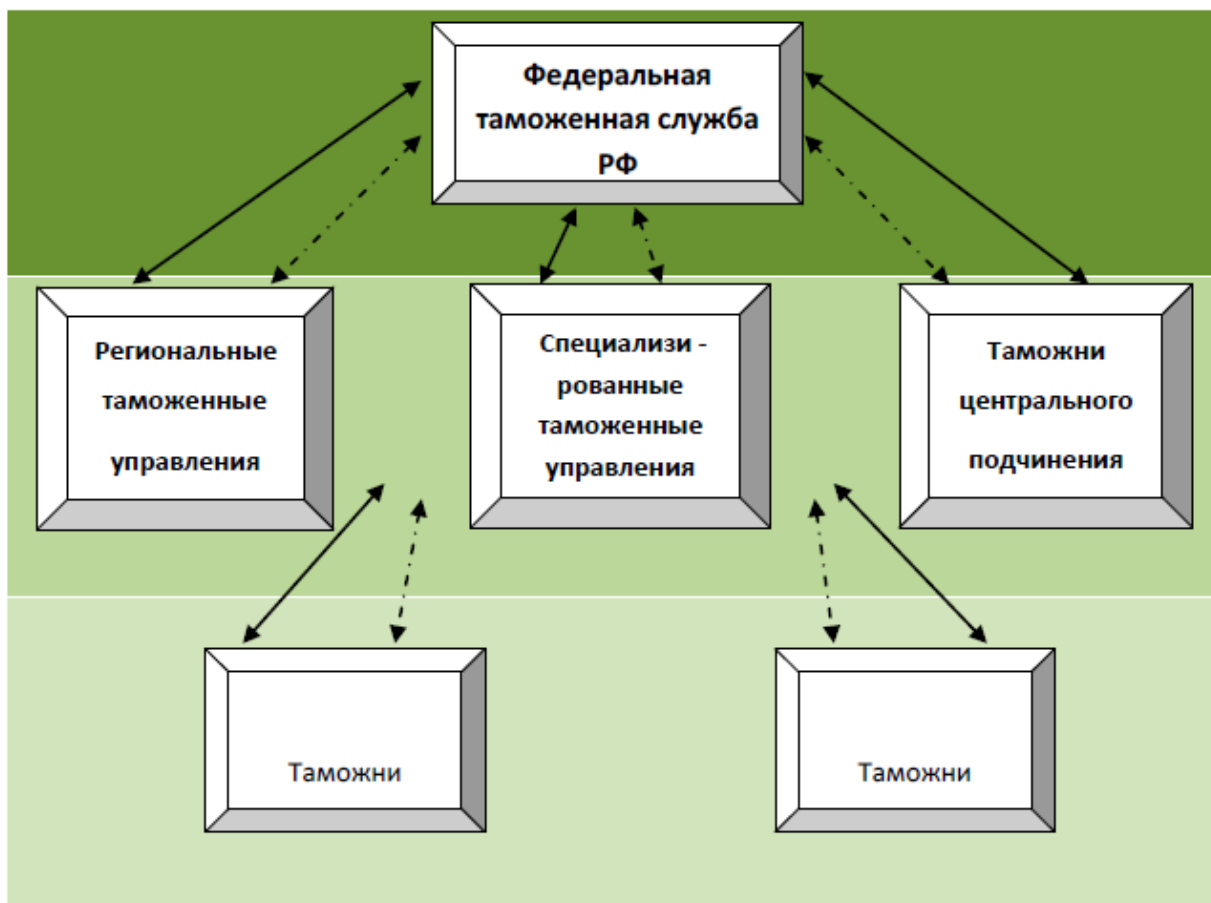 Федеральная
таможенная служба
РФ
Региональные
таможенные
управления
Специализи -
рованные
таможенные
управления
Таможни
центрального
подчинения
Таможни
Таможни